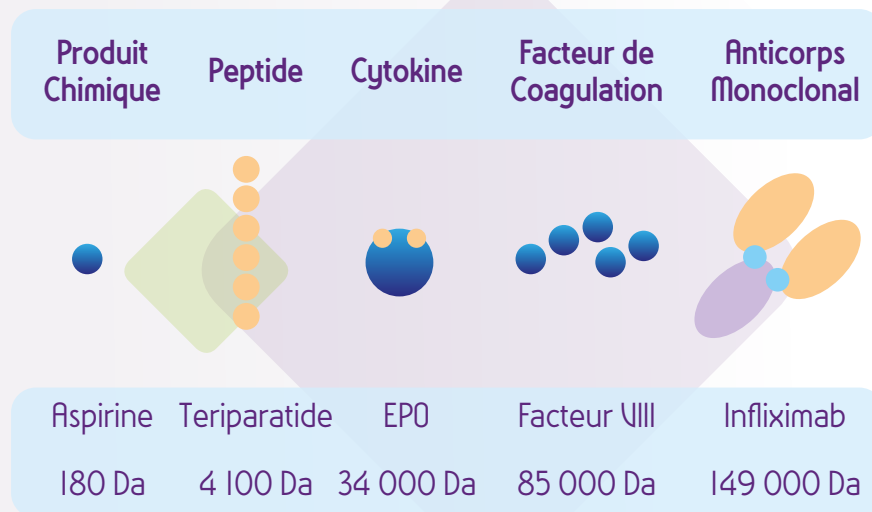 Produit Chimique
Peptide
Cytokine
Facteur de Coagulation
Anticorps Monoclonal
Aspirine
Teriparatide
EPO
Facteur VIII
Infliximab
180 Da
4 100 Da
34 000 Da
85 000 Da
149 000 Da